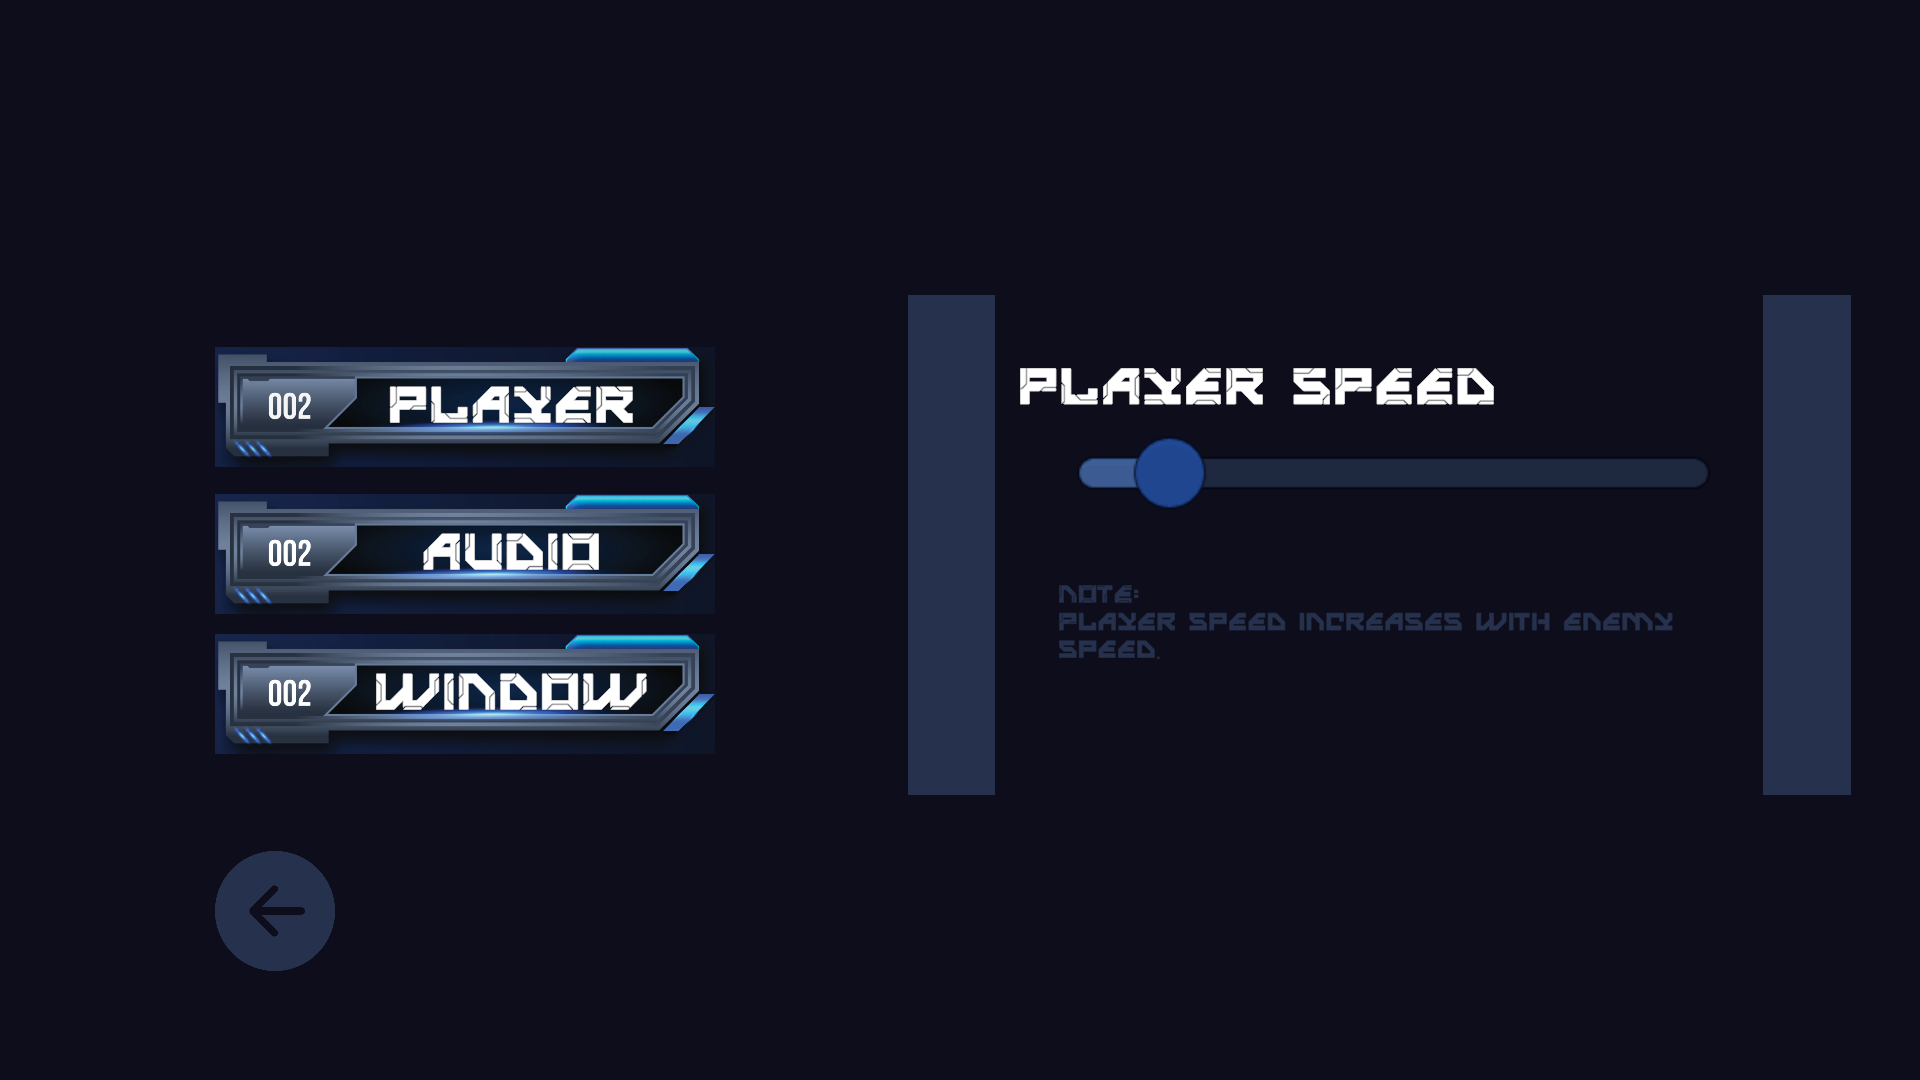 002 PLAYER
002 AUDIO
002 WINDOW
PLAYER SPEED
NOTE:
PLAYER SPEED INCREASES WITH ENEMY
SPEED.